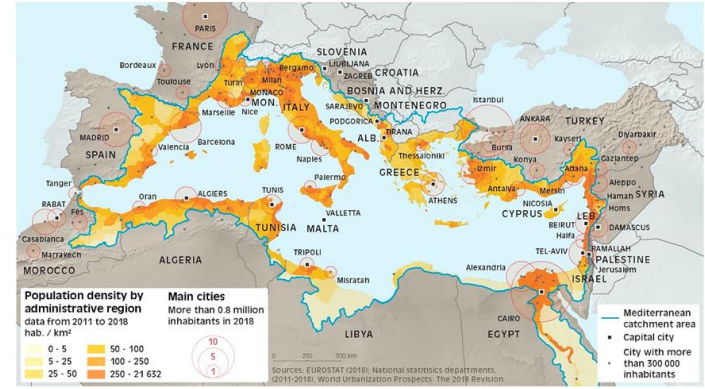 PARIS
FRANCE
SLOVENIA
LJUBLJANA
CROATIA
ZAGREB
Bordeaux
Lyon
Bergamo
Turin
Milan
BOSNIA AND HERZ.
Toulouse
MONACO
MON.
SARAJEVO
MONTENEGRO
Istanbul
Marseille
Nice
ITALY
PODGORICA
ANKARA
TURKEY
MADRID
SPAIN
Barcelona
ROME
ALB.
TIRANA
Thessaloniki
Bursa
Kayseri
Diyarbakir
Valencia
Naples
GREECE
Izmir
Konya
Gaziantep
Adana
Tanger
Oran
ALGIERS
TUNIS
Palermo
ATHENS
Antalya
Mersin
Aleppo
SYRIA
RABAT
Fès
VALLETTA
NICOSIA
Hamah
Homs
Casablanca
TUNISIA
MALTA
CYPRUS
LEB.
BEIRUT
DAMASCUS
Marrakech
TRIPOLI
Haifa
RAMALLAH
MOROCCO
ALGERIA
Misratah
Alexandria
TEL-AVIV
PALESTINE
Jerusalem
ISRAEL
LIBYA
CAIRO
EGYPT
Population density by
administrative region
data from 2011 to 2018
hab. / km²
0 - 5
5 - 25
25 - 50
50 - 100
100 - 250
250 - 21 632
Main cities
More than 0.8 million
inhabitants in 2018
10
5
1
0 250 500 km
Sources: EUROSTAT (2018); National statitsics departments,
(2011-2018), World Urbanization Prospects: The 2018 Revision.
Mediterranean
catchment area
Capital city
City with more
than 300 000
inhabitants